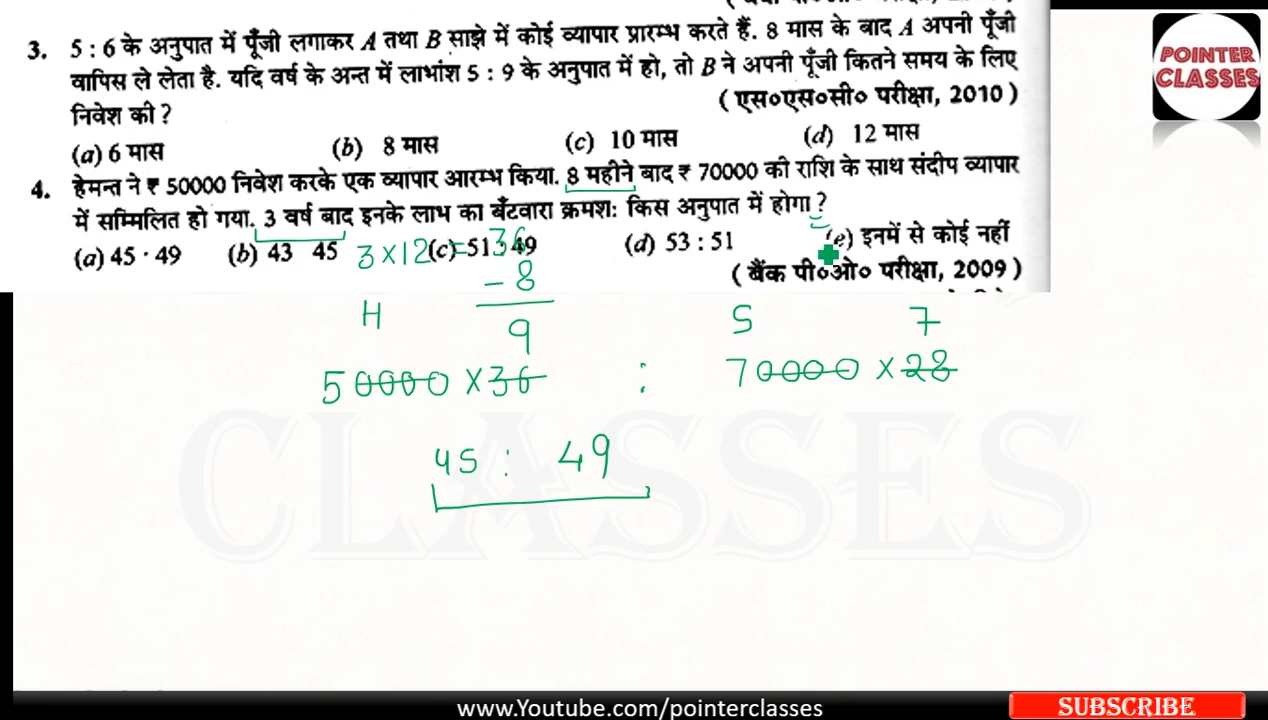 3. 5 : 6 के अनुपात में पूँजी लगाकर A तथा B साझे में कोई व्यापार प्रारम्भ करते हैं. 8 मास के बाद A अपनी पूँजी
वापिस ले लेता है. यदि वर्ष के अन्त में लाभांश 5 : 9 के अनुपात में हो, तो B ने अपनी पूँजी कितने समय के लिए
निवेश की ?
( एस०एस०सी० परीक्षा, 2010 )
(a) 6 मास (b) 8 मास (c) 10 मास (d) 12 मास
4. हेमन्त ने ₹ 50000 निवेश करके एक व्यापार आरम्भ किया. 8 महीने बाद ₹ 70000 की राशि के साथ संदीप व्यापार
में सम्मिलित हो गया. 3 वर्ष बाद इनके लाभ का बँटवारा क्रमशः किस अनुपात में होगा ?
(a) 45 : 49 (b) 43 45 (c) 51 : 49 (d) 53 : 51 (e) इनमें से कोई नहीं
( बैंक पी०ओ० परीक्षा, 2009 )
3 × 12 = 36
- 8
H S
9 7
50000 × 36 : 70000 × 28
45 : 49
POINTER
CLASSES
CLASSES
www.Youtube.com/pointerclasses
SUBSCRIBE